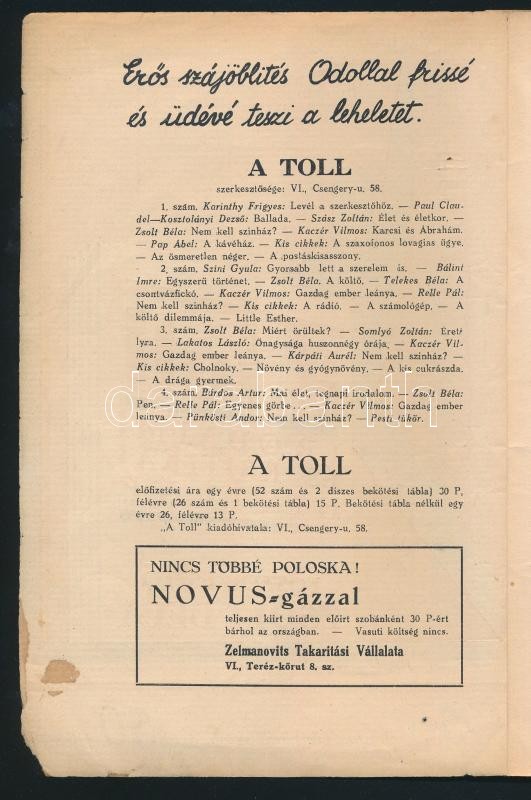 Erős szájöblítés Odollal frissé
és üdévé teszi a leheletet.
A TOLL
szerkesztősége: VI., Csengery-u. 58.
1. szám. Karinthy Frigyes: Levél a szerkesztőhöz. — Paul Clau-
del—Kosztolányi Dezső: Ballada. — Szász Zoltán: Élet és életkor. —
Zsolt Béla: Nem kell szinház? — Kaczér Vilmos: Karcsi és Ábrahám.
— Pap Ábel: A kávéház. — Kis cikkek: A szaxofonos lovagias ügye.
— Az ösmeretlen néger. — A postáskisasszony.
2. szám. Szini Gyula: Gyorsabb lett a szerelem is. — Bálint
Imre: Egyszerü történet. — Zsolt Béla. A költő. — Telekes Béla: A
csontvázfickó. — Kaczér Vilmos: Gazdag ember leánya. — Relle Pál:
Nem kell szinház? — Kis cikkek: A rádió. — A számológép. — A
költő dilemmája. — Little Esther.
3. szám. Zsolt Béla: Miért örültek? — Somlyó Zoltán: Érett
lyra. — Lakatos László: Őnagysága huszonnégy órája. — Kaczér Vil-
mos: Gazdag ember leánya. — Kárpáti Aurél: Nem kell szinház? —
Kis cikkek: Cholnoky. — Növény és gyógynövény. — A kis cukrászda.
— A drága gyermek.
4. szám. Bárdos Artur: Mai élet, tegnapi irodalom. — Zsolt Béla:
Pen. — Relle Pál: Egyenes görbe . . . — Kaczér Vilmos: Gazdag ember
leánya. — Pünkösti Andor: Nem kell szinház? — Pesti tükör.
darabanth
A TOLL
előfizetési ára egy évre (52 szám és 2 diszes bekötési tábla) 30 P,
félévre (26 szám és 1 bekötési tábla) 15 P. Bekötési tábla nélkül egy
évre 26, félévre 13 P.
„A Toll" kiadóhivatala: VI., Csengery-u. 58.
NINCS TÖBBÉ POLOSKA!
NOVUS-gázzal
teljesen kiirt minden előirt szobánként 30 P-ért
bárhol az országban. — Vasuti költség nincs.
Zelmanovits Takaritási Vállalata
VI., Teréz-körut 8. sz.